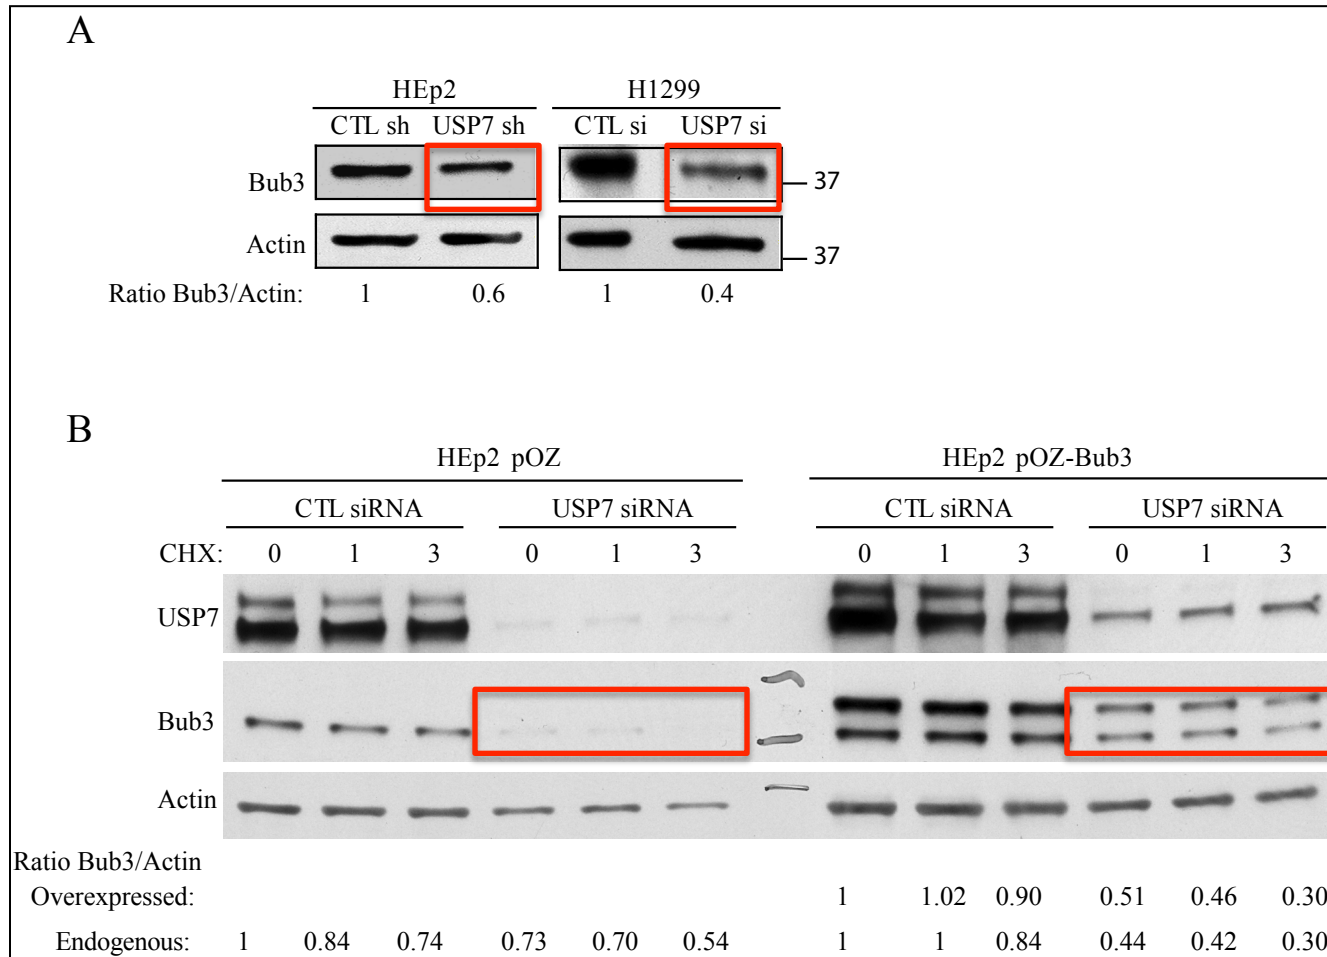 A
HEp2 H1299
CTL sh USP7 sh CTL si USP7 si
Bub3 37
Actin 37
Ratio Bub3/Actin: 1 0.6 1 0.4
B
HEp2 pOZ HEp2 pOZ-Bub3
CTL siRNA USP7 siRNA CTL siRNA USP7 siRNA
CHX: 0 1 3 0 1 3 0 1 3 0 1 3
USP7
Bub3
Actin
Ratio Bub3/Actin
Overexpressed: 1 1.02 0.90 0.51 0.46 0.30
Endogenous: 1 0.84 0.74 0.73 0.70 0.54 1 1 0.84 0.44 0.42 0.30